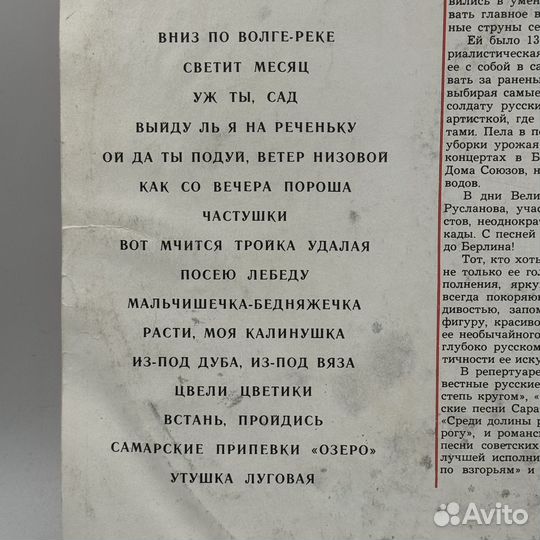 ВНИЗ ПО ВОЛГЕ-РЕКЕ
СВЕТИТ МЕСЯЦ
УЖ ТЫ, САД
ВЫЙДУ ЛЬ Я НА РЕЧЕНЬКУ
ОЙ ДА ТЫ ПОДУЙ, ВЕТЕР НИЗОВОЙ
КАК СО ВЕЧЕРА ПОРОША
ЧАСТУШКИ
ВОТ МЧИТСЯ ТРОЙКА УДАЛАЯ
ПОСЕЮ ЛЕБЕДУ
МАЛЬЧИШЕЧКА-БЕДНЯЖЕЧКА
РАСТИ, МОЯ КАЛИНУШКА
ИЗ-ПОД ДУБА, ИЗ-ПОД ВЯЗА
ЦВЕЛИ ЦВЕТИКИ
ВСТАНЬ, ПРОЙДИСЬ
САМАРСКИЕ ПРИПЕВКИ «ОЗЕРО»
УТУШКА ЛУГОВАЯ
вились в умен
вать главное в
ные струны се
Ей было 13
риалистическая
ее с собой в са
вать за ранены
выбирая самые
солдату русски
артисткой, где
тами. Пела в по
уборки урожая
концертах в Б
Дома Союзов, н
водов.
В дни Вели
Русланова, учас
стов, неоднокра
кады. С песней
до Берлина!
Тот, кто хоть
не только ее гол
полнения, ярку
всегда покоряю
дивостью, запом
фигуру, красиво
ее необычайного
глубоко русском
тичности ее иску
В репертуаре
вестные русские
степь кругом», «
ские песни Сара
«Среди долины р
рогу», и романс
песни советских
лучшей исполни
по взгорьям» и
Avito